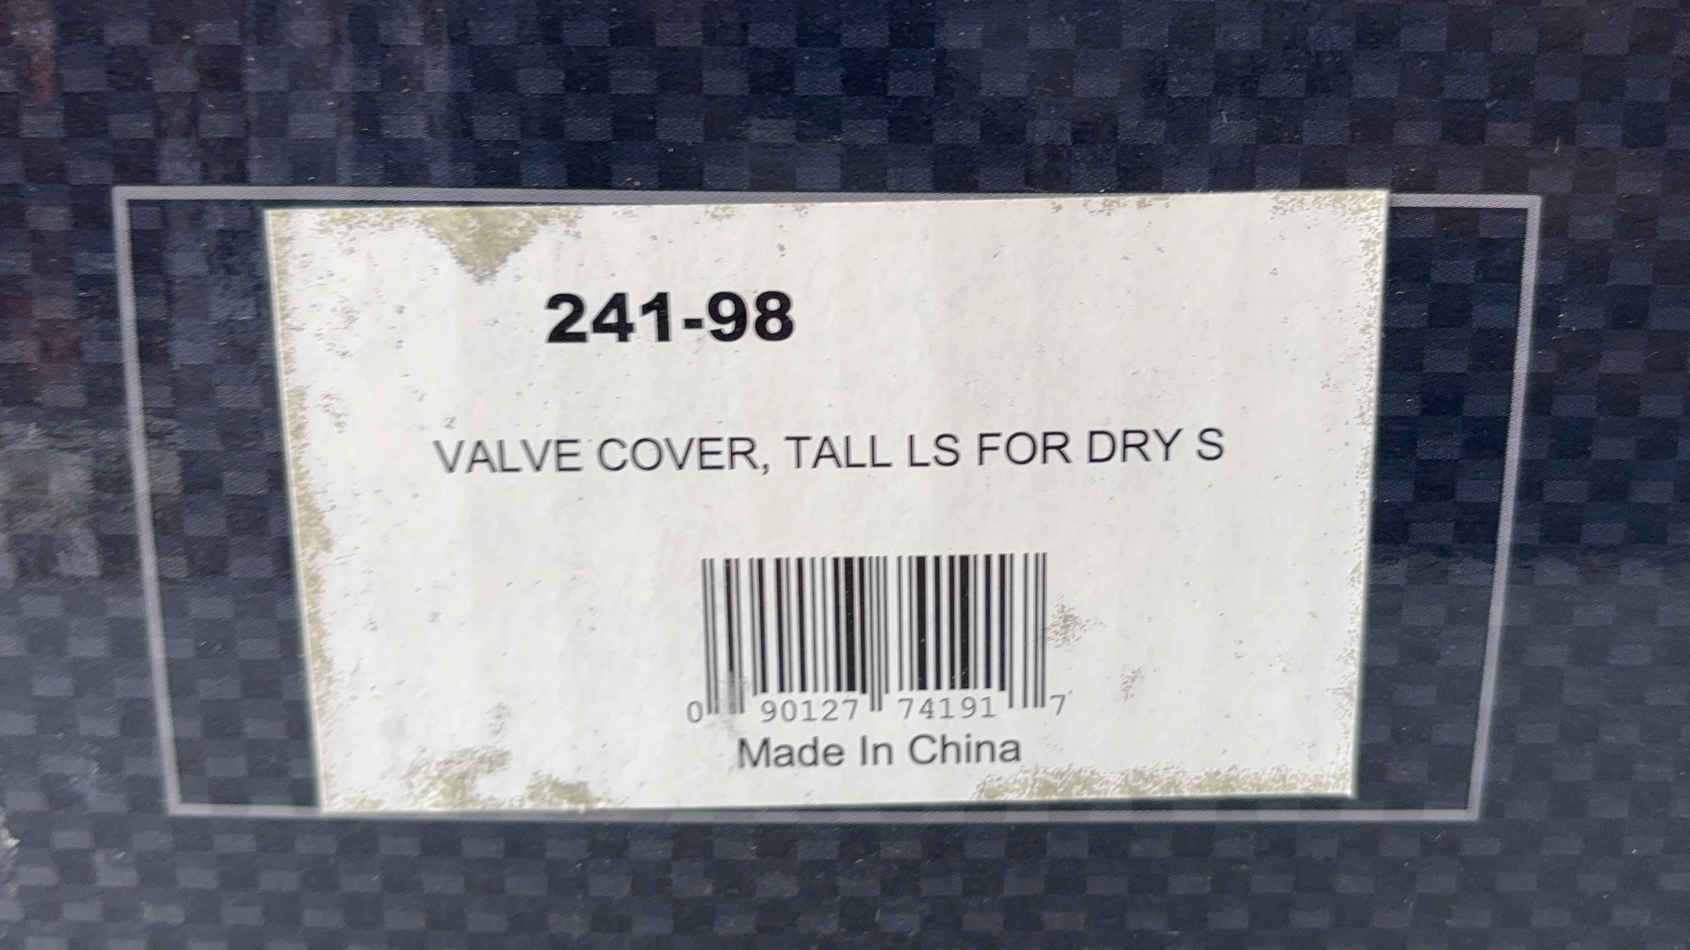 241-98
VALVE COVER, TALL LS FOR DRY S
0 90127 74191 7
Made In China